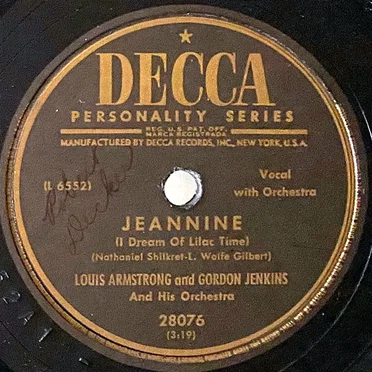 DECCA
PERSONALITY SERIES
REG. U.S. PAT. OFF.
MARCA REGISTRADA
MANUFACTURED BY DECCA RECORDS, INC., NEW YORK, U.S.A.
(L 6552)
Vocal
with Orchestra
JEANNINE
(I Dream Of Lilac Time)
(Nathaniel Shilkret-L. Wolfe Gilbert)
LOUIS ARMSTRONG and GORDON JENKINS
And His Orchestra
28076
(3:19)